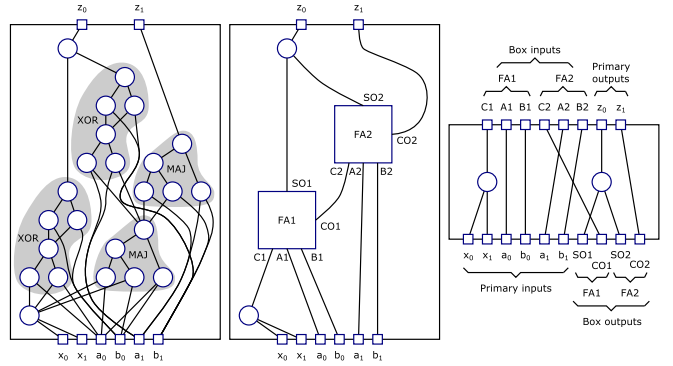 z0 z1
XOR
MAJ
XOR
MAJ
x0 x1 a0 b0 a1 b1
z0 z1
SO2
FA2
CO2
C2 A2 B2
SO1
FA1
CO1
C1 A1 B1
x0 x1 a0 b0 a1 b1
Box inputs
Primary
outputs
FA1 FA2
C1 A1 B1 C2 A2 B2 z0 z1
x0 x1 a0 b0 a1 b1 SO1 SO2
CO1 CO2
Primary inputs
FA1 FA2
Box outputs